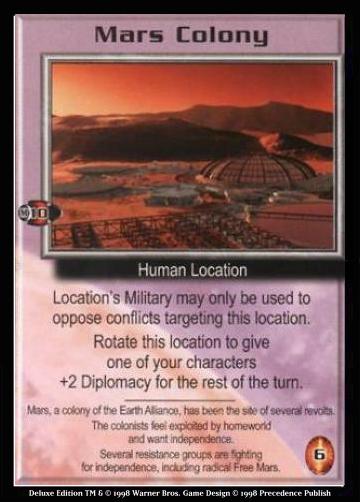 Mars Colony
M10
Human Location
Location's Military may only be used to
oppose conflicts targeting this location.
Rotate this location to give
one of your characters
+2 Diplomacy for the rest of the turn.
Mars, a colony of the Earth Alliance, has been the site of several revolts.
The colonists feel exploited by homeworld
and want independence.
Several resistance groups are fighting
for independence, including radical Free Mars.
6
Deluxe Edition TM & © 1998 Warner Bros. Game Design © 1998 Precedence Publish